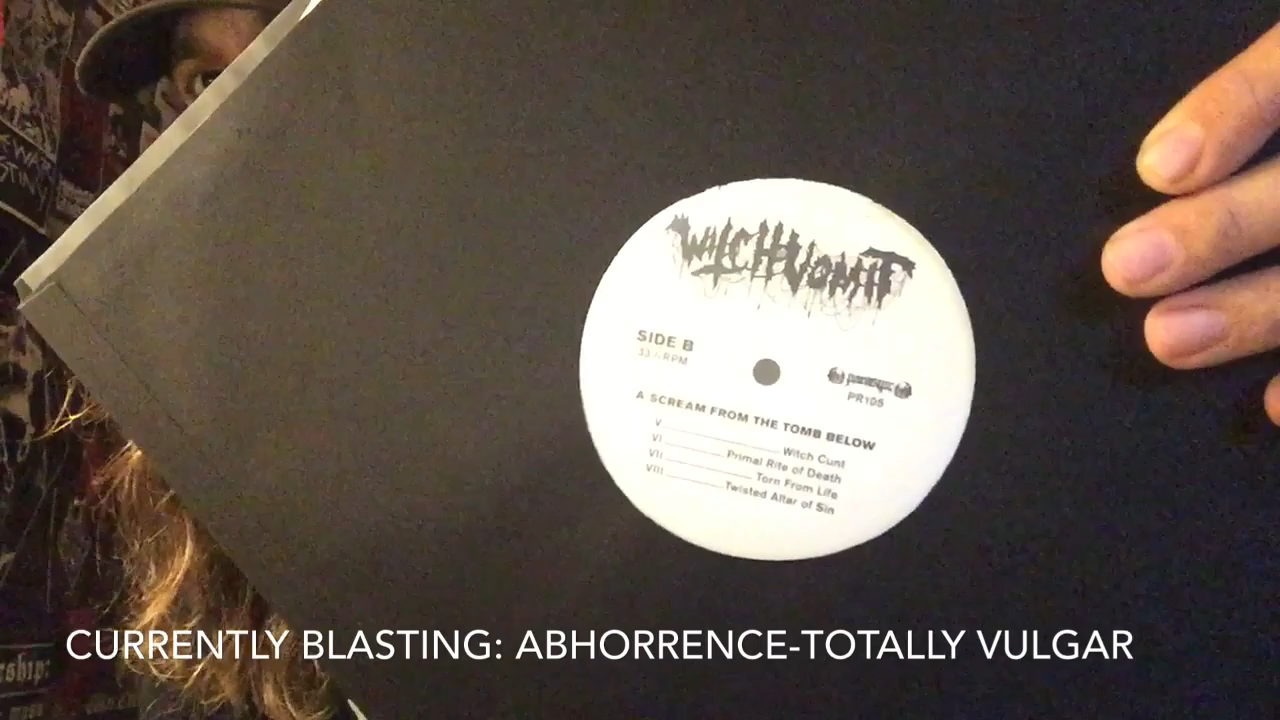 WITCH VOMIT
SIDE B
33 ⅓ RPM
PR105
A SCREAM FROM THE TOMB BELOW
V Witch Cunt
VI Primal Rite of Death
VII Torn From Life
VIII Twisted Altar of Sin
CURRENTLY BLASTING: ABHORRENCE-TOTALLY VULGAR